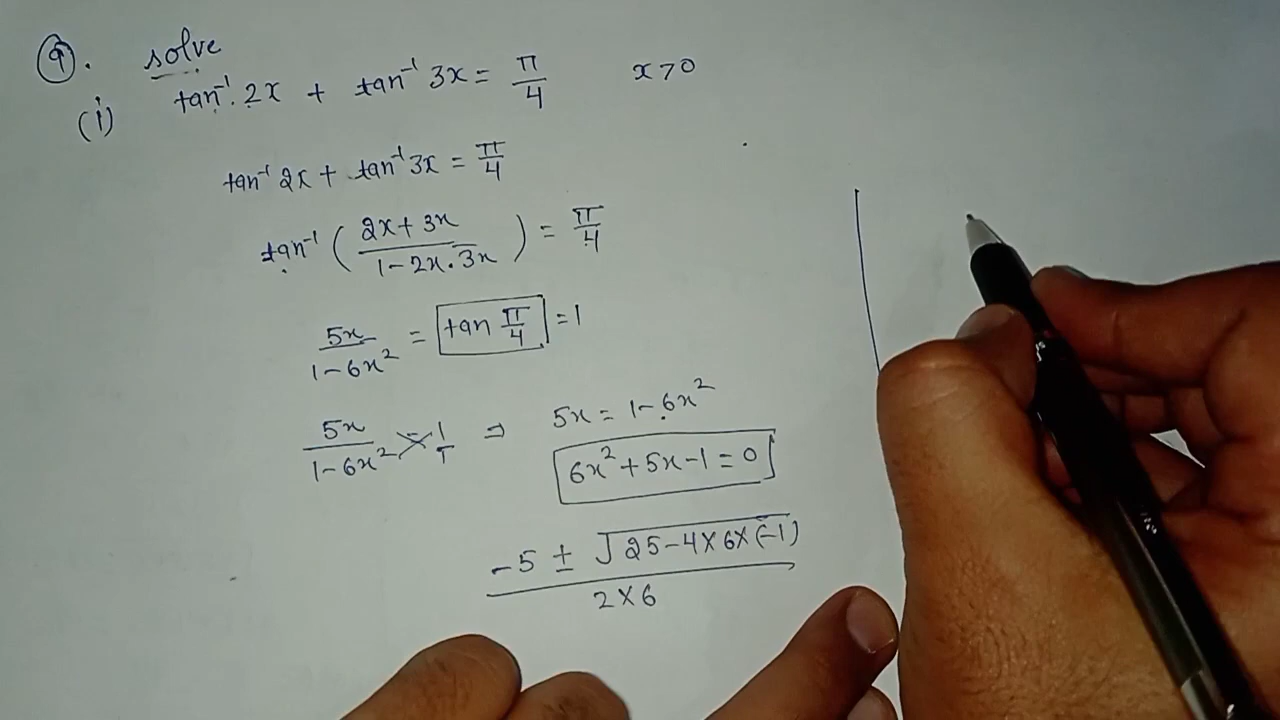 9. solve
(i) tan⁻¹. 2x + tan⁻¹ 3x = π/4 x>0
tan⁻¹ 2x + tan⁻¹ 3x = π/4
tan⁻¹ ( (2x + 3x)/(1 - 2x.3x) ) = π/4
5x/(1 - 6x²) = tan π/4 = 1
5x/(1 - 6x²) = 1/1 ⇒ 5x = 1 - 6x²
6x² + 5x - 1 = 0
(-5 ± √(25 - 4×6×(-1)))/(2×6)